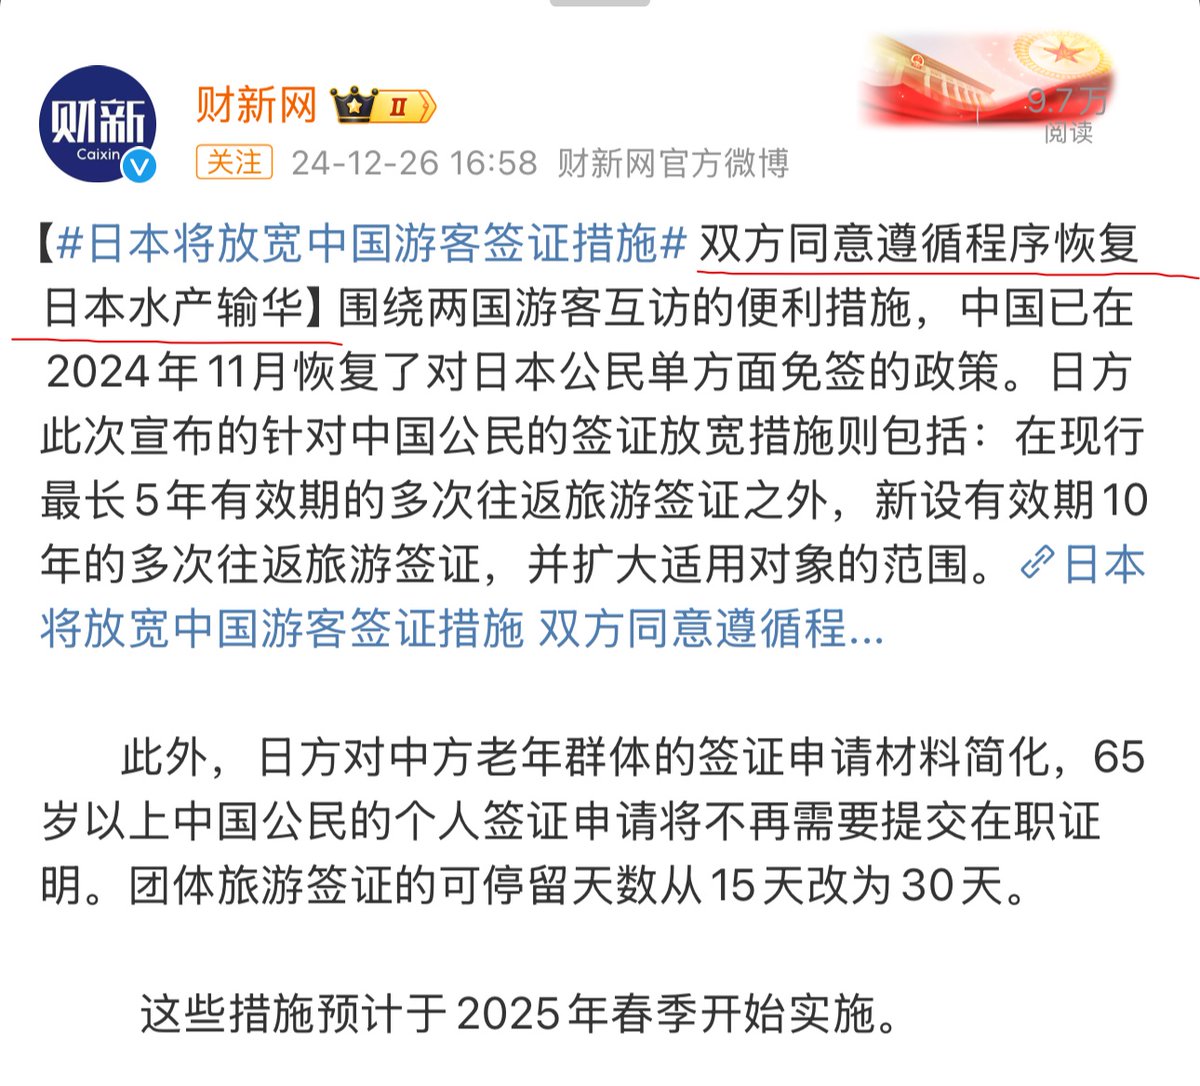 财新
Caixin
财新网 II
9.7万
阅读
关注 24-12-26 16:58 财新网官方微博
【#日本将放宽中国游客签证措施# 双方同意遵循程序恢复
日本水产输华】围绕两国游客互访的便利措施，中国已在
2024年11月恢复了对日本公民单方面免签的政策。日方
此次宣布的针对中国公民的签证放宽措施则包括：在现行
最长5年有效期的多次往返旅游签证之外，新设有效期10
年的多次往返旅游签证，并扩大适用对象的范围。日本
将放宽中国游客签证措施 双方同意遵循程...
此外，日方对中方老年群体的签证申请材料简化，65
岁以上中国公民的个人签证申请将不再需要提交在职证
明。团体旅游签证的可停留天数从15天改为30天。
这些措施预计于2025年春季开始实施。